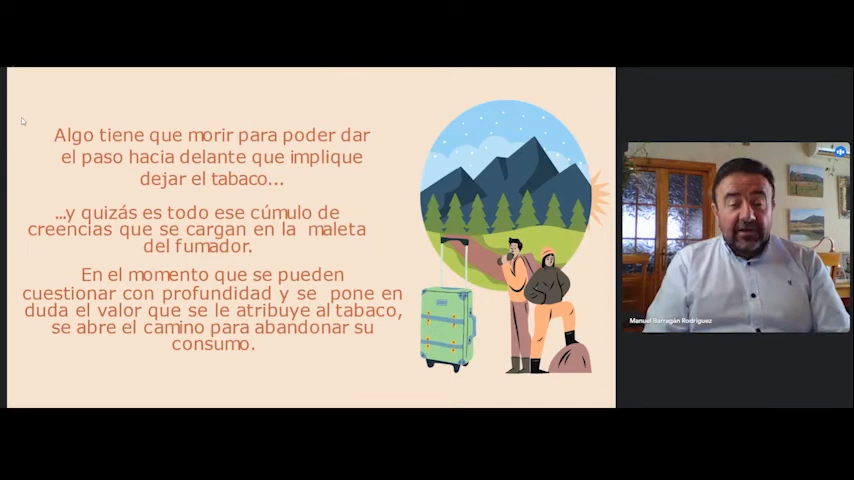 Algo tiene que morir para poder dar
el paso hacia delante que implique
dejar el tabaco...
...y quizás es todo ese cúmulo de
creencias que se cargan en la maleta
del fumador.
En el momento que se pueden
cuestionar con profundidad y se pone en
duda el valor que se le atribuye al tabaco,
se abre el camino para abandonar su
consumo.
Manuel Barragán Rodríguez